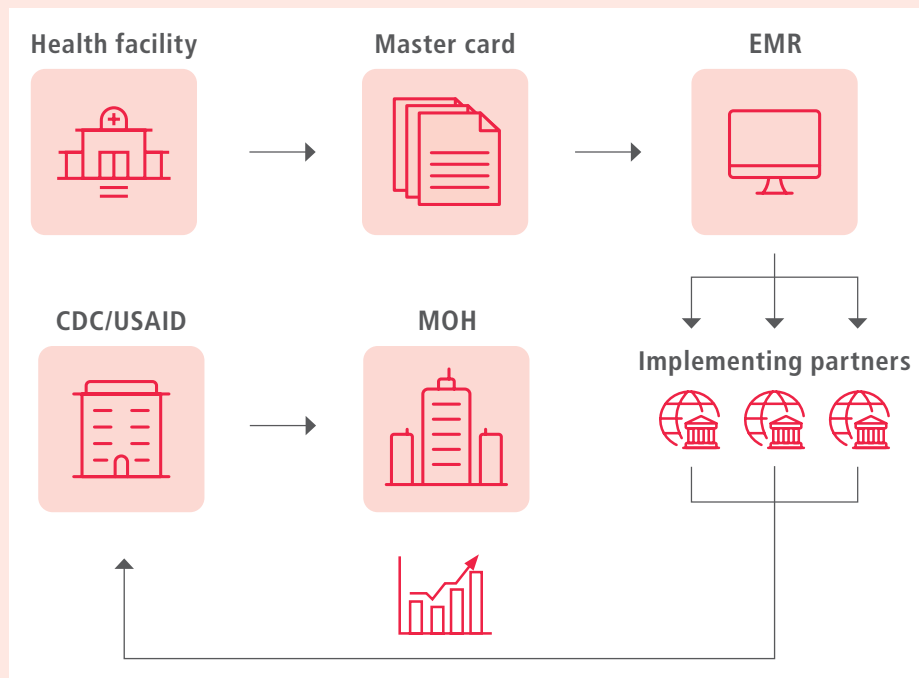 Health facility
Master card
EMR
CDC/USAID
MOH
Implementing partners